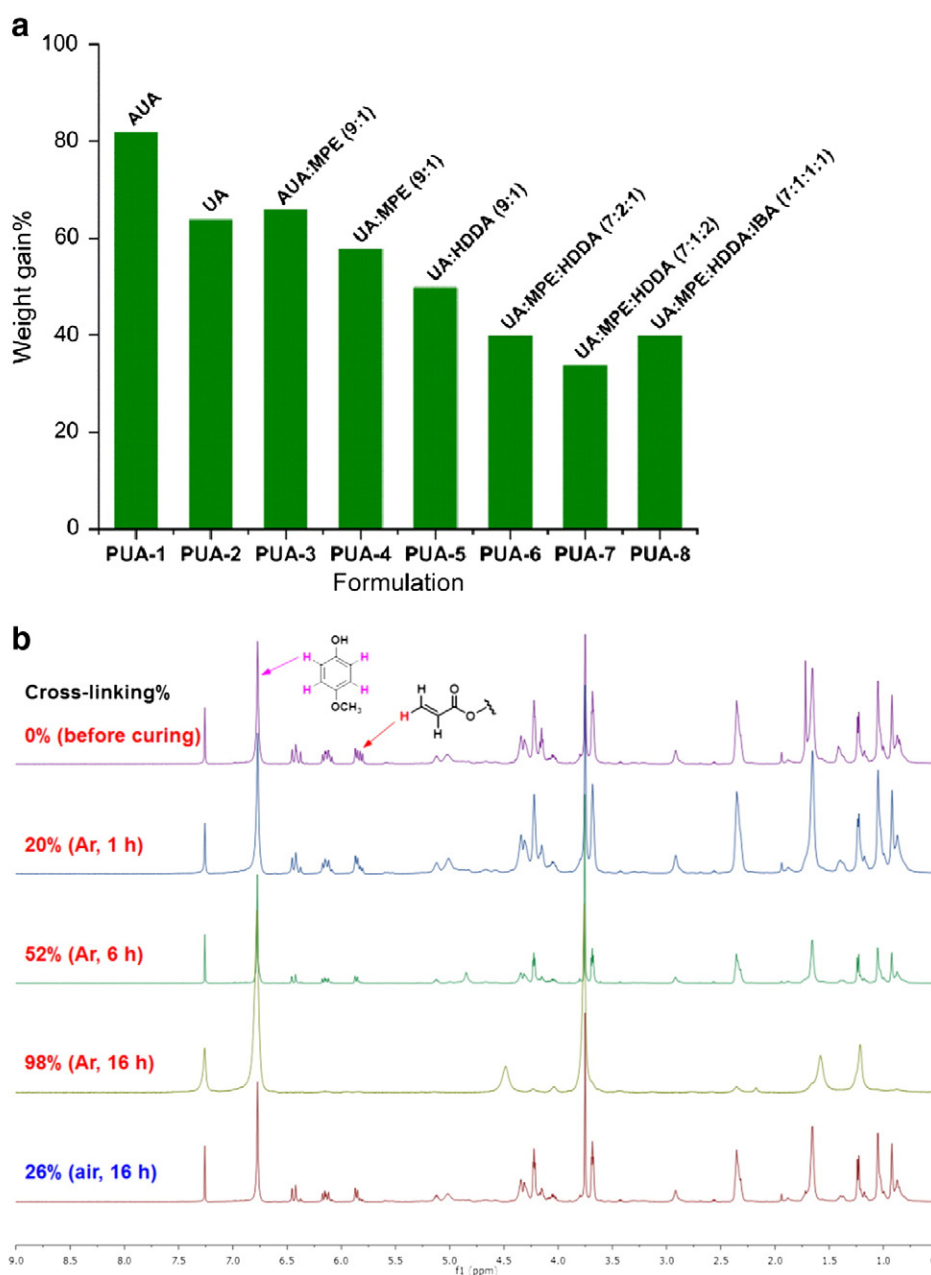 a
100
80
60
40
20
0
Weight gain%
AUA
UA
AUA:MPE (9:1)
UA:MPE (9:1)
UA:HDDA (9:1)
UA:MPE:HDDA (7:2:1)
UA:MPE:HDDA (7:1:2)
UA:MPE:HDDA:IBA (7:1:1:1)
PUA-1 PUA-2 PUA-3 PUA-4 PUA-5 PUA-6 PUA-7 PUA-8
Formulation
b
OH
H H
H H
OCH₃
H O
H O
H
Cross-linking%
0% (before curing)
20% (Ar, 1 h)
52% (Ar, 6 h)
98% (Ar, 16 h)
26% (air, 16 h)
9.0 8.5 8.0 7.5 7.0 6.5 6.0 5.5 5.0 4.5 4.0 3.5 3.0 2.5 2.0 1.5 1.0
f1 (ppm)